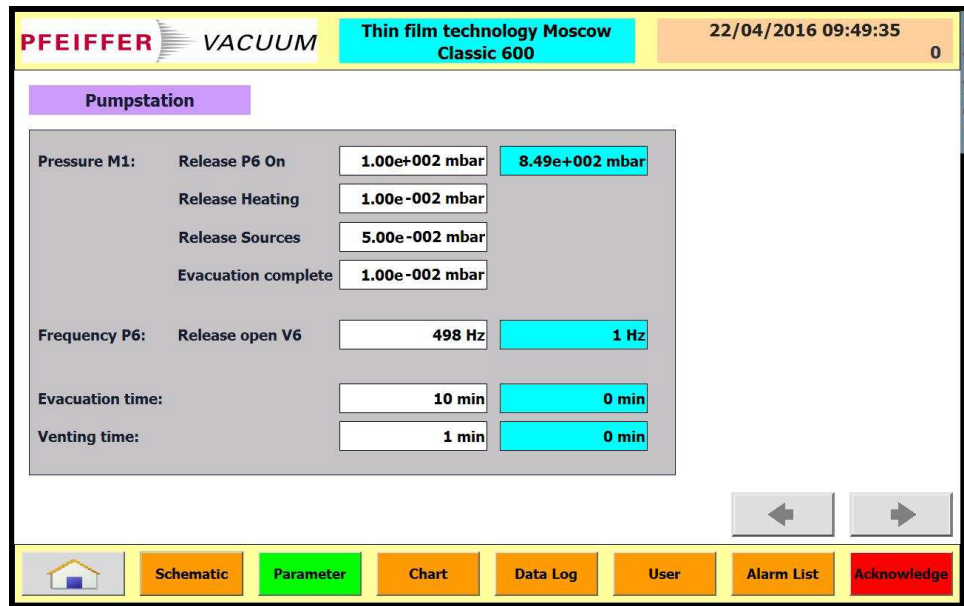 PFEIFFER VACUUM
Thin film technology Moscow
Classic 600
22/04/2016 09:49:35
0
Pumpstation
Pressure M1: Release P6 On 1.00e+002 mbar 8.49e+002 mbar
Release Heating 1.00e-002 mbar
Release Sources 5.00e-002 mbar
Evacuation complete 1.00e-002 mbar
Frequency P6: Release open V6 498 Hz 1 Hz
Evacuation time: 10 min 0 min
Venting time: 1 min 0 min
Schematic Parameter Chart Data Log User Alarm List Acknowledge